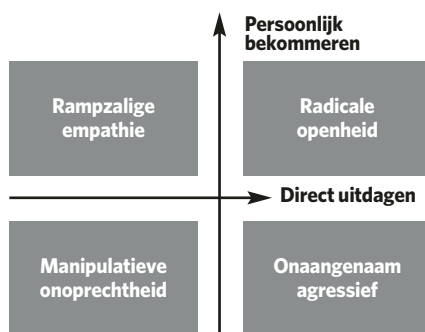 Persoonlijk
bekommeren
Rampzalige
empathie
Radicale
openheid
Direct uitdagen
Manipulatieve
onoprechtheid
Onaangenaam
agressief